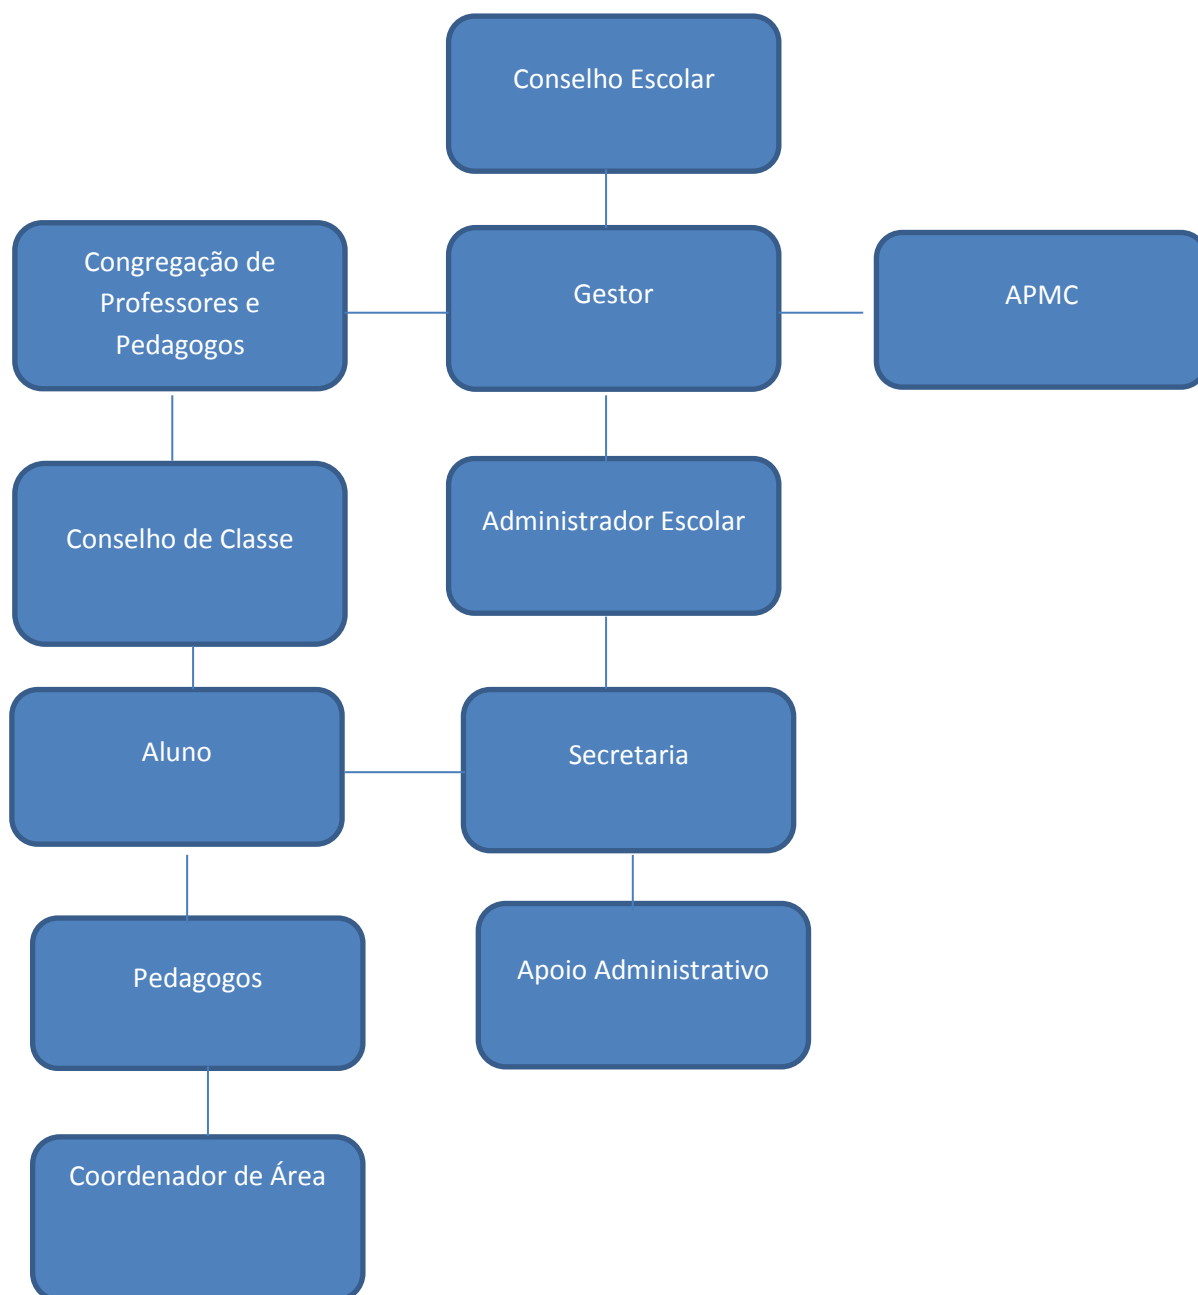 Conselho Escolar
Congregação de
Professores e
Pedagogos
Gestor
APMC
Conselho de Classe
Administrador Escolar
Aluno
Secretaria
Pedagogos
Apoio Administrativo
Coordenador de Área